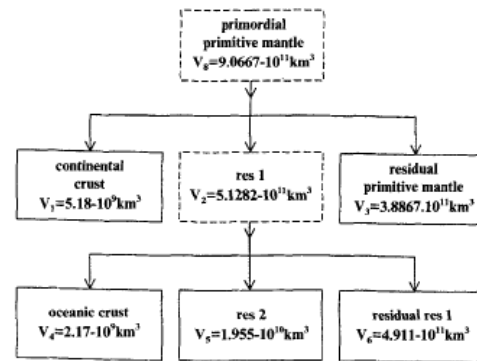 primordial
primitive mantle
V₈=9.0667-10¹¹km³
continental
crust
V₁=5.18-10⁹km³
res 1
V₂=5.1282-10¹¹km³
residual
primitive mantle
V₃=3.8867.10¹¹km³
oceanic crust
V₄=2.17-10⁹km³
res 2
V₅=1.955-10¹⁰km³
residual res 1
V₆=4.911-10¹¹km³